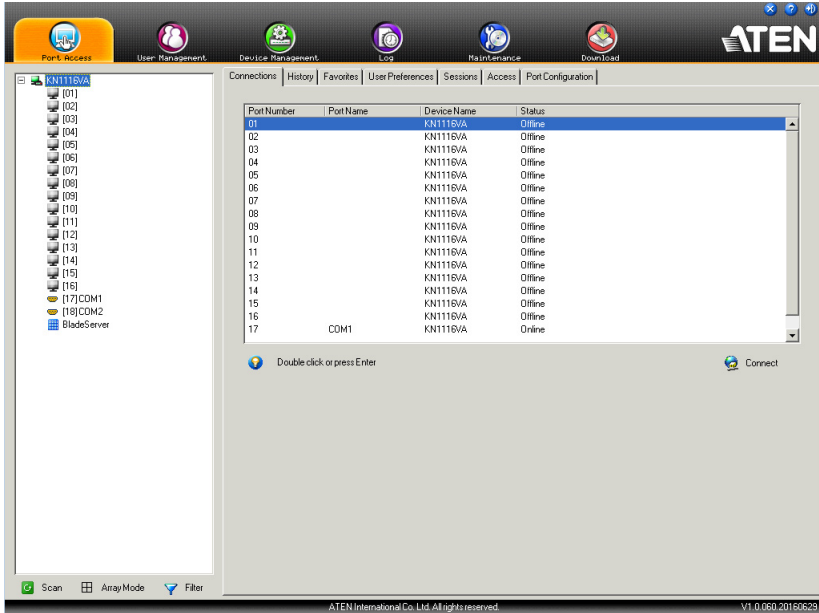 Port Access User Management Device Management Log Maintenance Download
ATEN
KN1116VA
[01]
[02]
[03]
[04]
[05]
[06]
[07]
[08]
[09]
[10]
[11]
[12]
[13]
[14]
[15]
[16]
[17]COM1
[18]COM2
BladeServer
Scan Array Mode Filter
Connections History Favorites User Preferences Sessions Access Port Configuration
Port Number Port Name Device Name Status
01 KN1116VA Offline
02 KN1116VA Offline
03 KN1116VA Offline
04 KN1116VA Offline
05 KN1116VA Offline
06 KN1116VA Offline
07 KN1116VA Offline
08 KN1116VA Offline
09 KN1116VA Offline
10 KN1116VA Offline
11 KN1116VA Offline
12 KN1116VA Offline
13 KN1116VA Offline
14 KN1116VA Offline
15 KN1116VA Offline
16 KN1116VA Offline
17 COM1 KN1116VA Online
Double click or press Enter
Connect
ATEN International Co. Ltd. All rights reserved.
V1.0.060.20160629